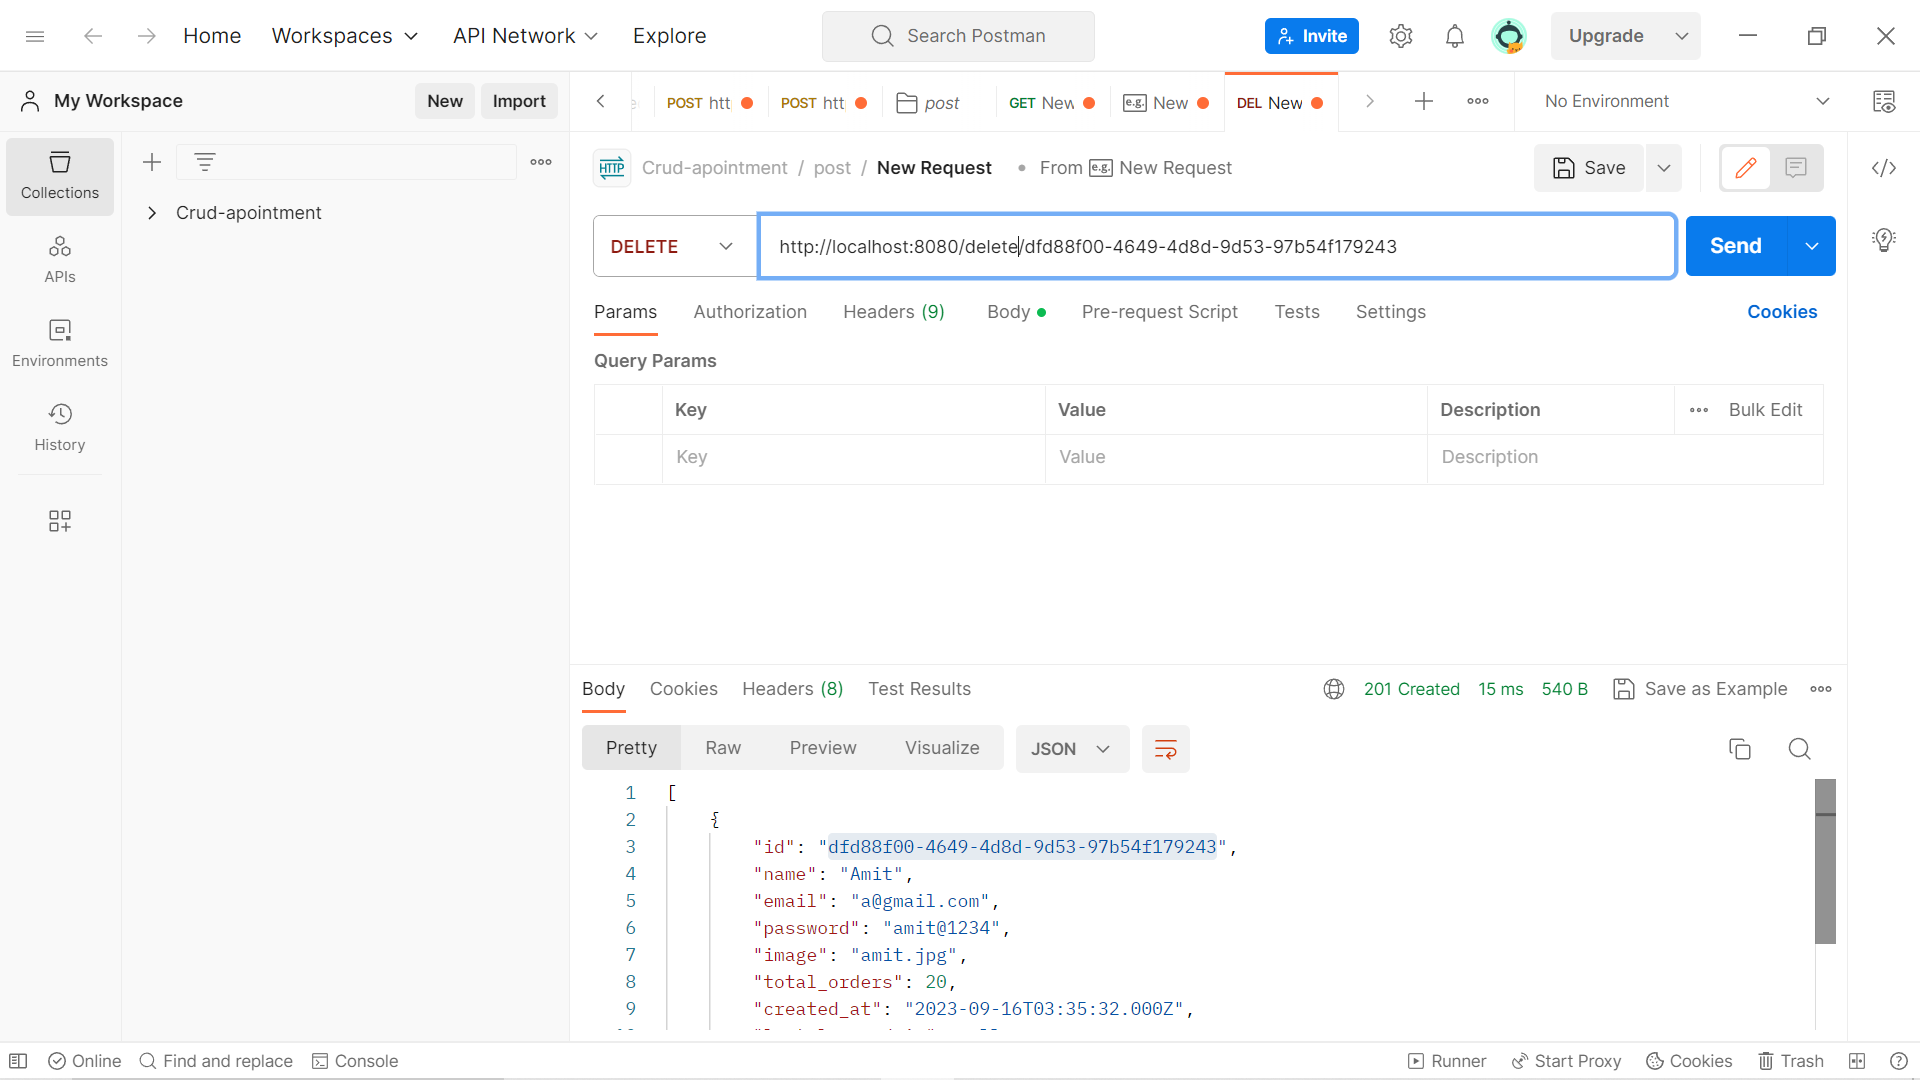 Home Workspaces API Network Explore Search Postman Invite Upgrade
My Workspace New Import POST htt POST htt post GET New e.g. New DEL New No Environment
Collections
APIs
Environments
History
Crud-apointment
HTTP Crud-apointment / post / New Request • From e.g. New Request Save
DELETE http://localhost:8080/delete/dfd88f00-4649-4d8d-9d53-97b54f179243 Send
Params Authorization Headers (9) Body Pre-request Script Tests Settings Cookies
Query Params
Key Value Description Bulk Edit
Key Value Description
Body Cookies Headers (8) Test Results 201 Created 15 ms 540 B Save as Example
Pretty Raw Preview Visualize JSON
1 [
2 {
3 "id": "dfd88f00-4649-4d8d-9d53-97b54f179243",
4 "name": "Amit",
5 "email": "a@gmail.com",
6 "password": "amit@1234",
7 "image": "amit.jpg",
8 "total_orders": 20,
9 "created_at": "2023-09-16T03:35:32.000Z",
Online Find and replace Console Runner Start Proxy Cookies Trash